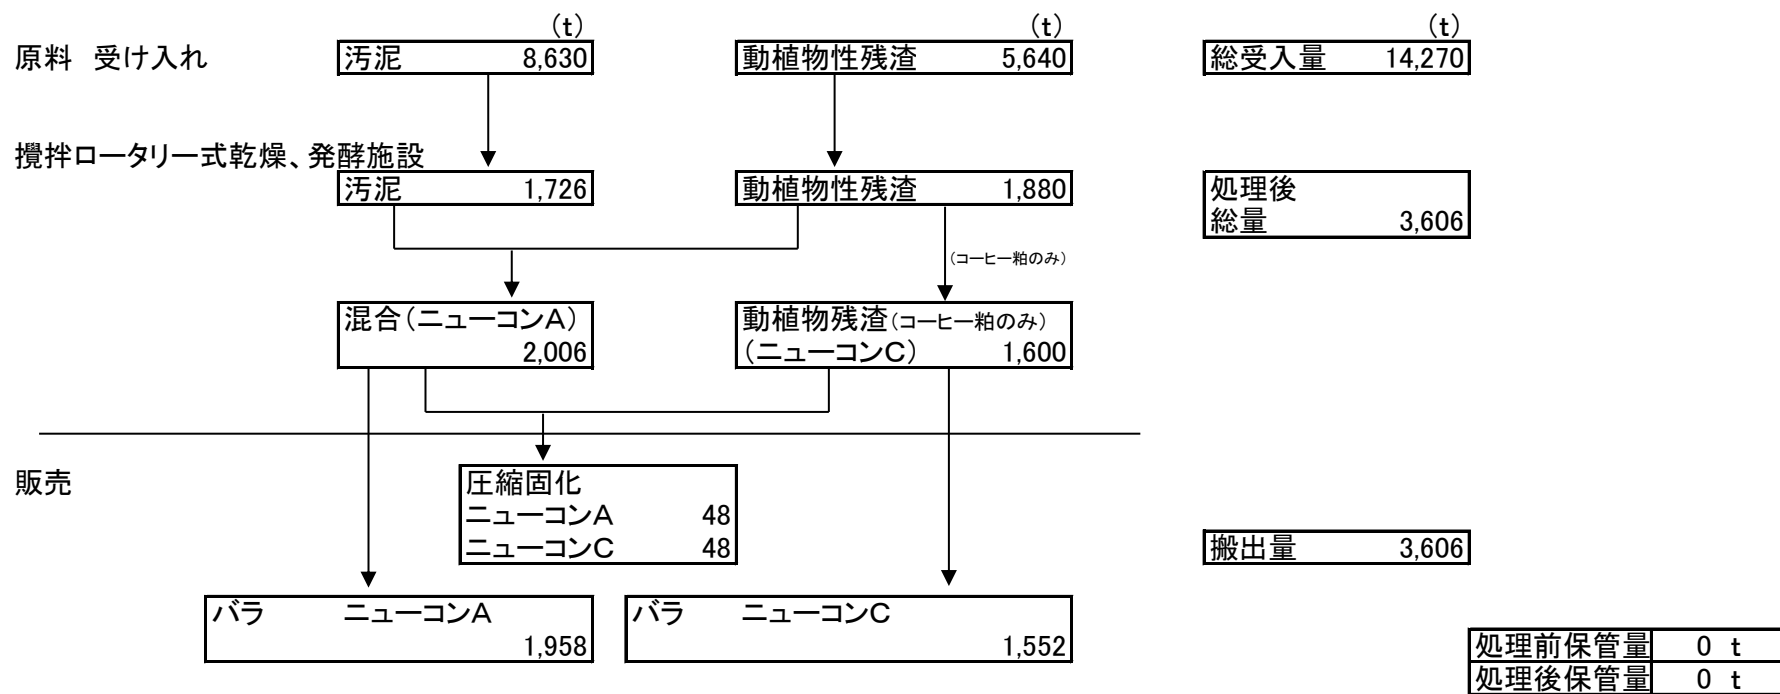 （t） （t） （t）
原料 受け入れ 汚泥 8,630 動植物性残渣 5,640 総受入量 14,270
攪拌ロータリー式乾燥、発酵施設
汚泥 1,726 動植物性残渣 1,880 処理後
総量 3,606
（コーヒー粕のみ）
混合（ニューコンA） 動植物残渣（コーヒー粕のみ）
2,006 （ニューコンC） 1,600
販売 圧縮固化
ニューコンA 48
ニューコンC 48 搬出量 3,606
バラ ニューコンA バラ ニューコンC
1,958 1,552
処理前保管量 0 t
処理後保管量 0 t